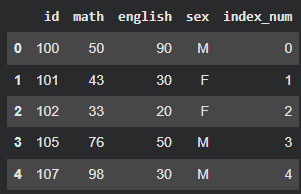 id math english sex index_num
0 100 50 90 M 0
1 101 43 30 F 1
2 102 33 20 F 2
3 105 76 50 M 3
4 107 98 30 M 4